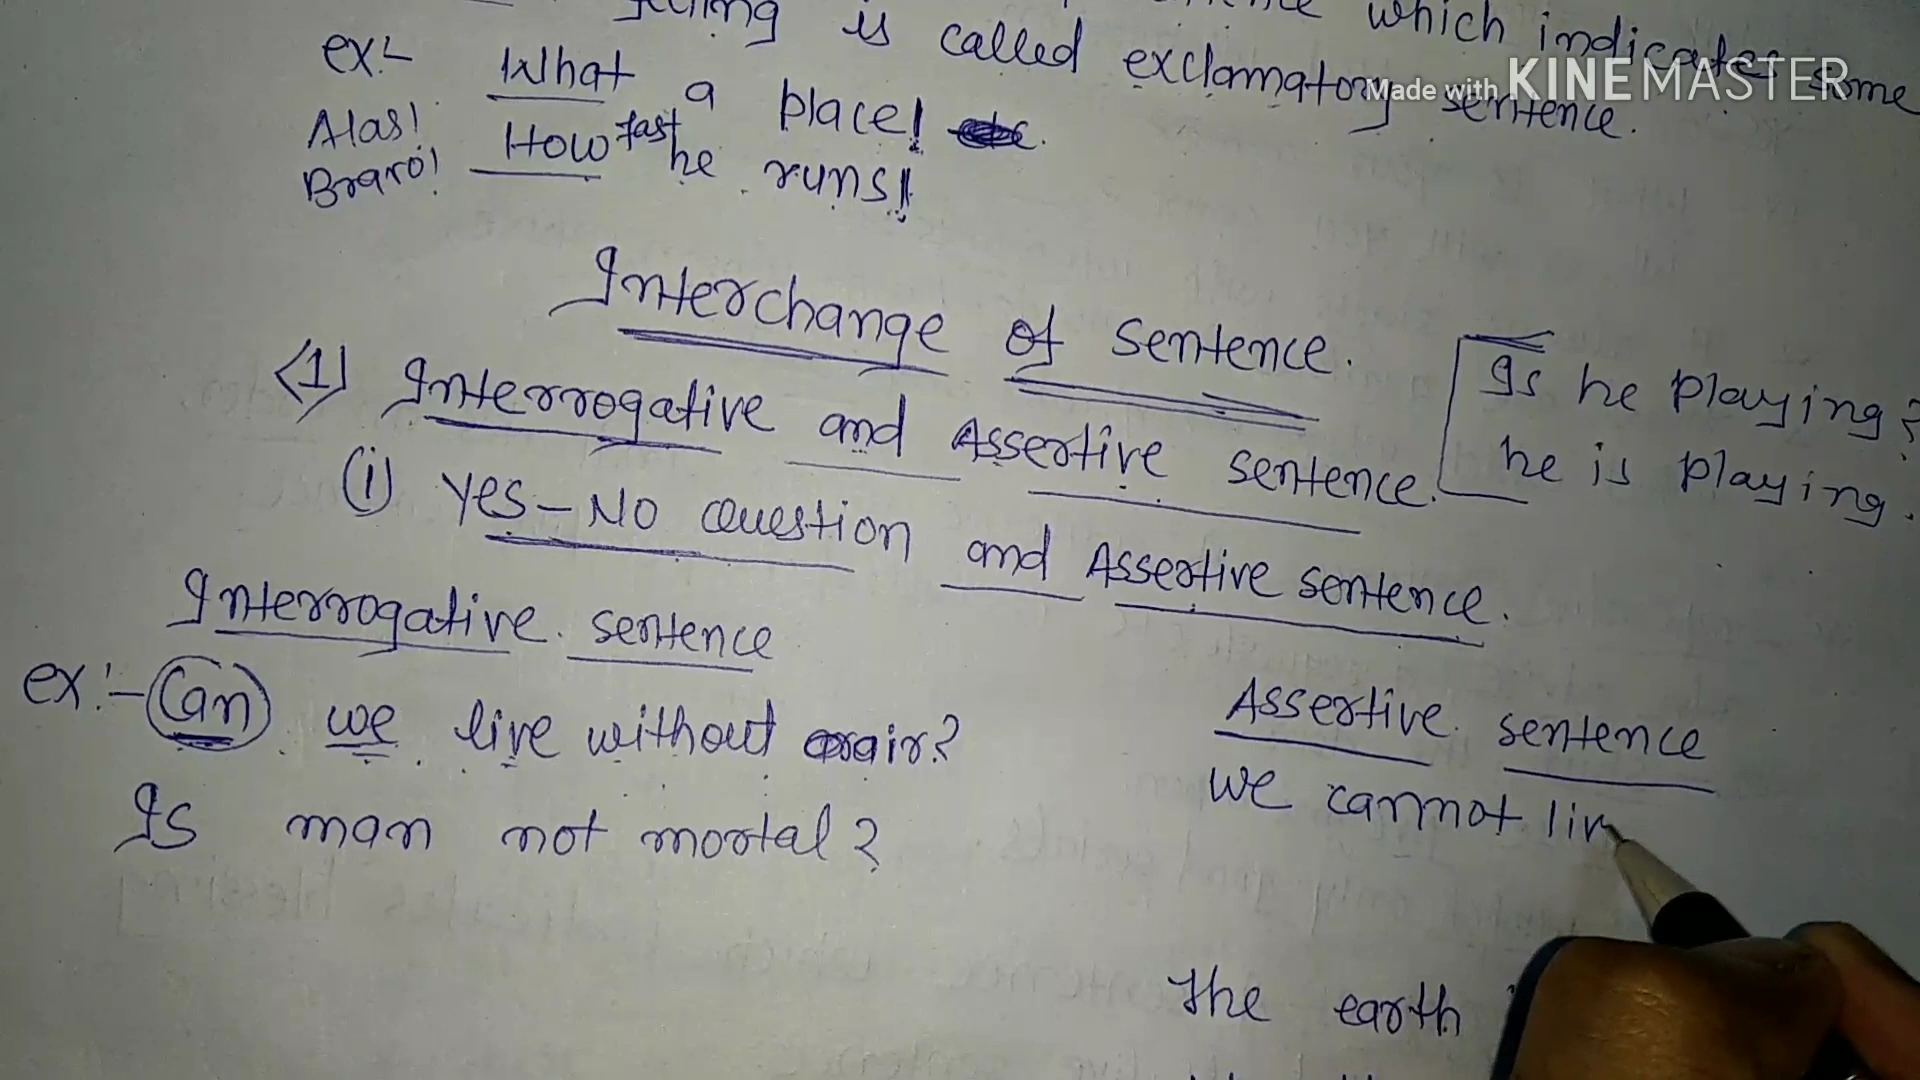 feeling is called exclamatory sentence.
which indicates some
Made with KINEMASTER
ex:- What a place!
Alas! How fast he runs!
Bravo!
Interchange of sentence.
(1) Interrogative and Assertive sentence.
Is he playing?
he is playing.
(i) Yes-No question and Assertive sentence.
Interrogative sentence
ex:- Can we live without air?
Is man not mortal?
Assertive sentence
we cannot liv
The earth